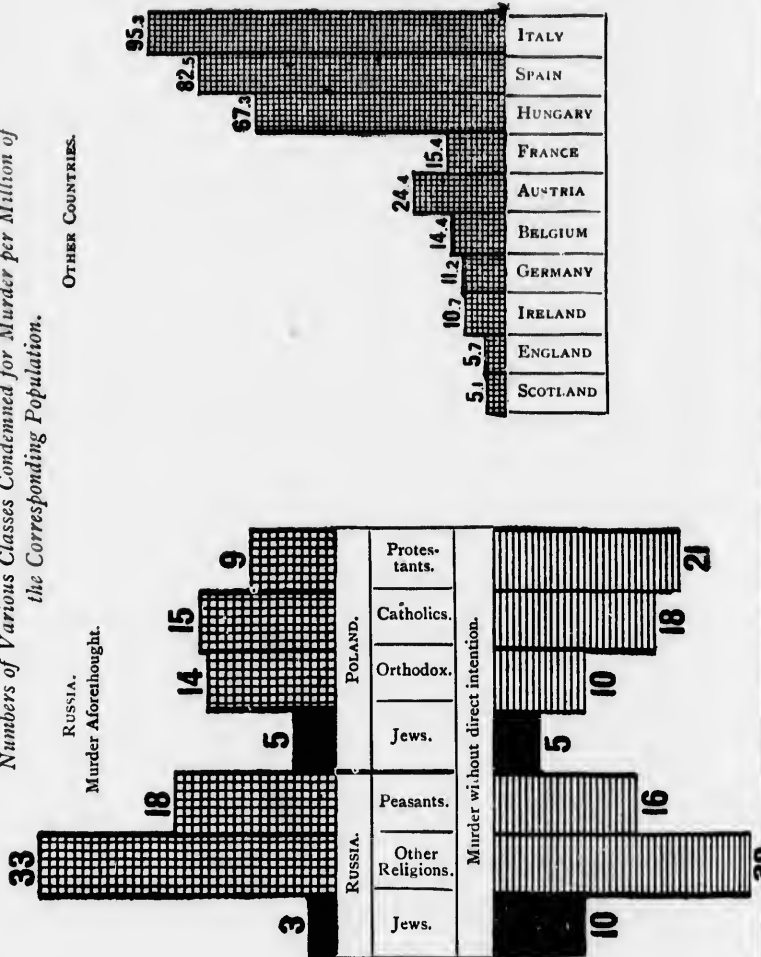 Numbers of Various Classes Condemned for Murder per Million of
the Corresponding Population.
RUSSIA.
Murder Aforethought.
33
18
3
5
14
15
9
RUSSIA.
POLAND.
Jews.
Other
Religions.
Peasants.
Jews.
Orthodox.
Catholics.
Protes-
tants.
Murder without direct intention.
10
16
5
10
18
21
OTHER COUNTRIES.
5.1
5.7
10.7
11.2
14.4
24.4
15.4
67.3
82.5
95.3
SCOTLAND
ENGLAND
IRELAND
GERMANY
BELGIUM
AUSTRIA
FRANCE
HUNGARY
SPAIN
ITALY